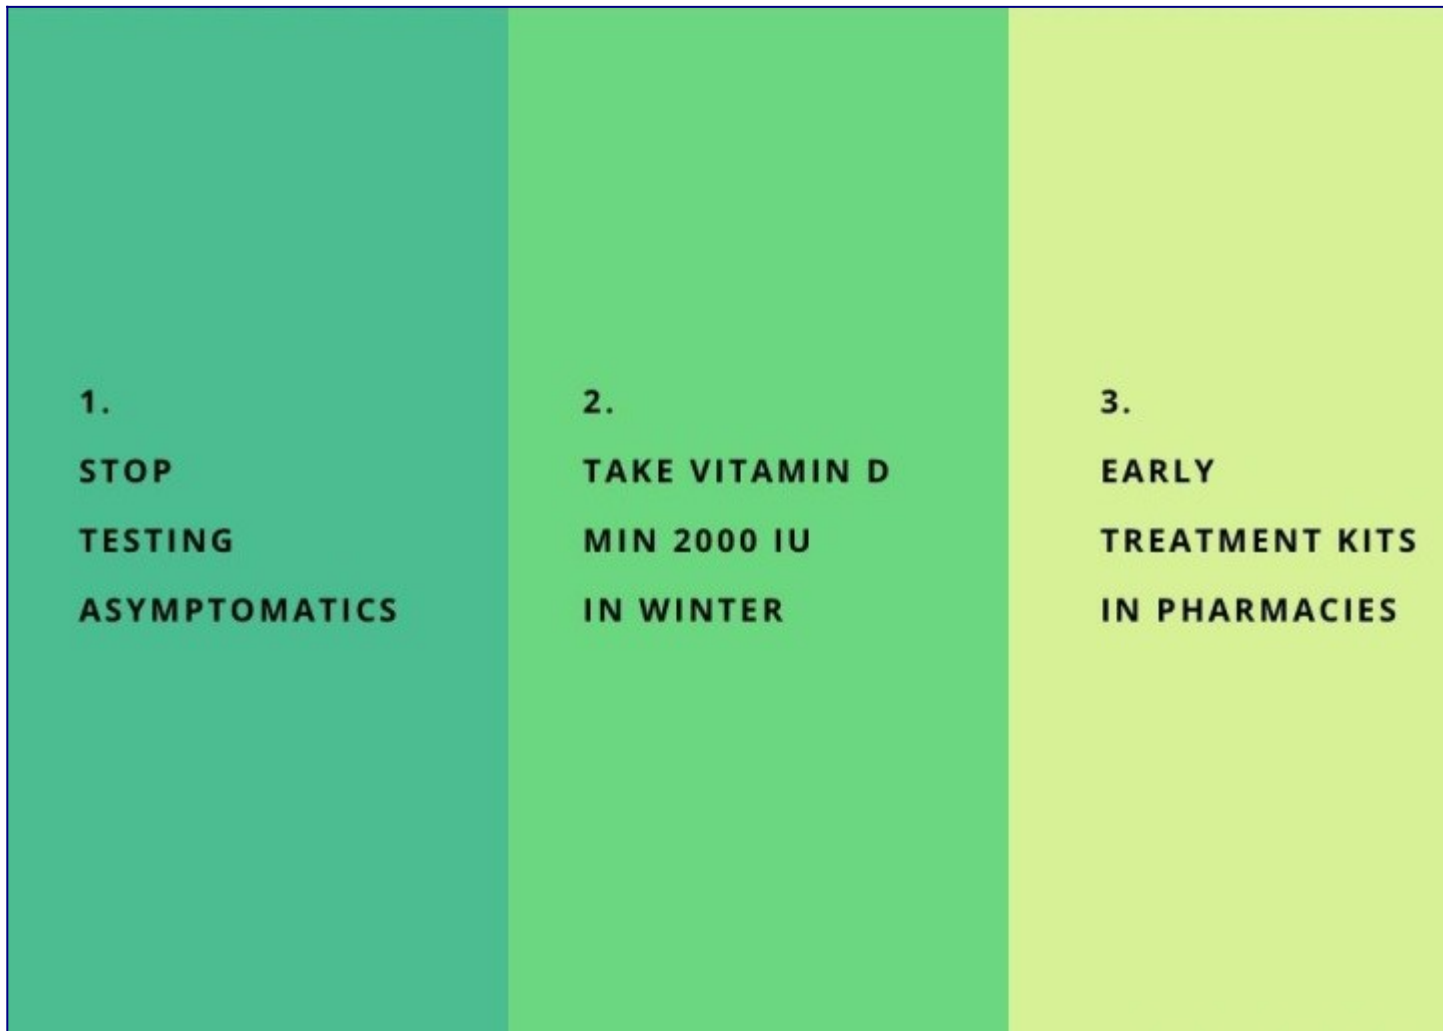 1.
STOP
TESTING
ASYMPTOMATICS
2.
TAKE VITAMIN D
MIN 2000 IU
IN WINTER
3.
EARLY
TREATMENT KITS
IN PHARMACIES